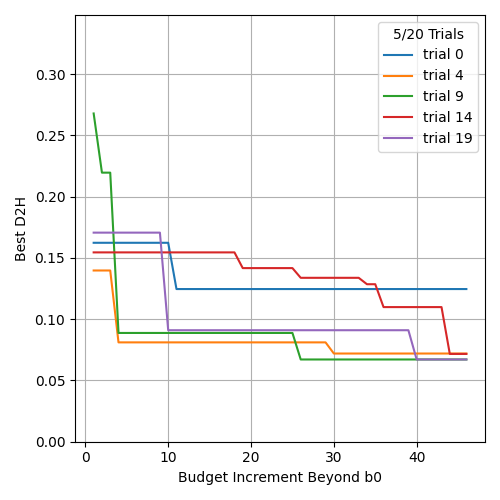 5/20 Trials
trial 0
trial 4
trial 9
trial 14
trial 19
Best D2H
0.30
0.25
0.20
0.15
0.10
0.05
0.00
0 10 20 30 40
Budget Increment Beyond b0